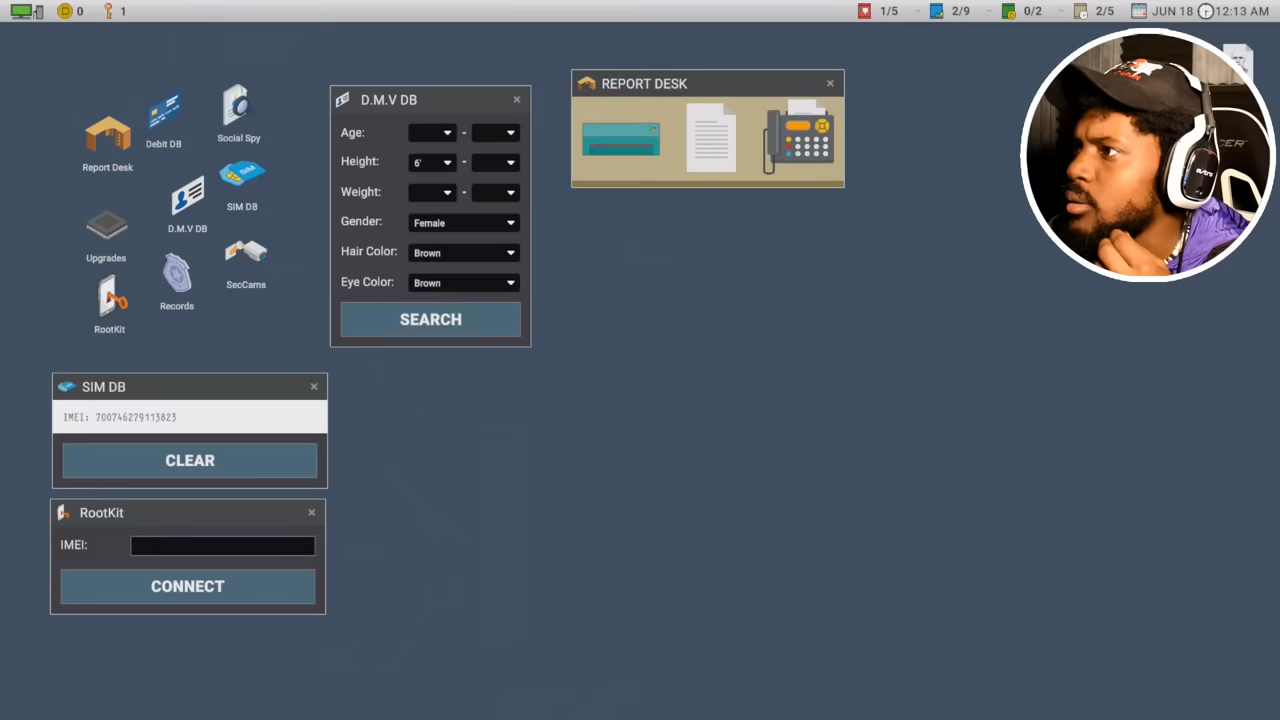 0
1
1/5
2/9
0/2
2/5
JUN 18
12:13 AM
Report Desk
Debit DB
Social Spy
SIM
SIM DB
D.M.V DB
Upgrades
Records
SecCams
RootKit
D.M.V DB
Age: -
Height: 6' -
Weight: -
Gender: Female
Hair Color: Brown
Eye Color: Brown
SEARCH
REPORT DESK
SIM DB
IMEI: 700746279113823
CLEAR
RootKit
IMEI:
CONNECT
astro